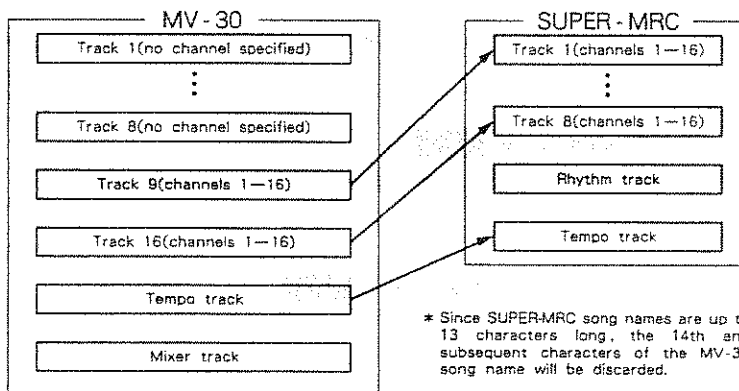 MV-30
Track 1(no channel specified)
Track 8(no channel specified)
Track 9(channels 1—16)
Track 16(channels 1—16)
Tempo track
Mixer track
SUPER-MRC
Track 1(channels 1—16)
Track 8(channels 1—16)
Rhythm track
Tempo track
* Since SUPER-MRC song names are up
13 characters long, the 14th
subsequent characters of the
song name will be discarded.